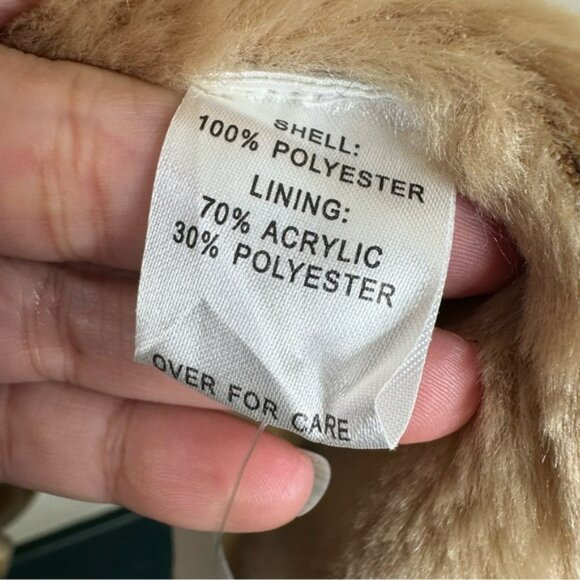 SHELL:
100% POLYESTER
LINING:
70% ACRYLIC
30% POLYESTER
OVER FOR CARE